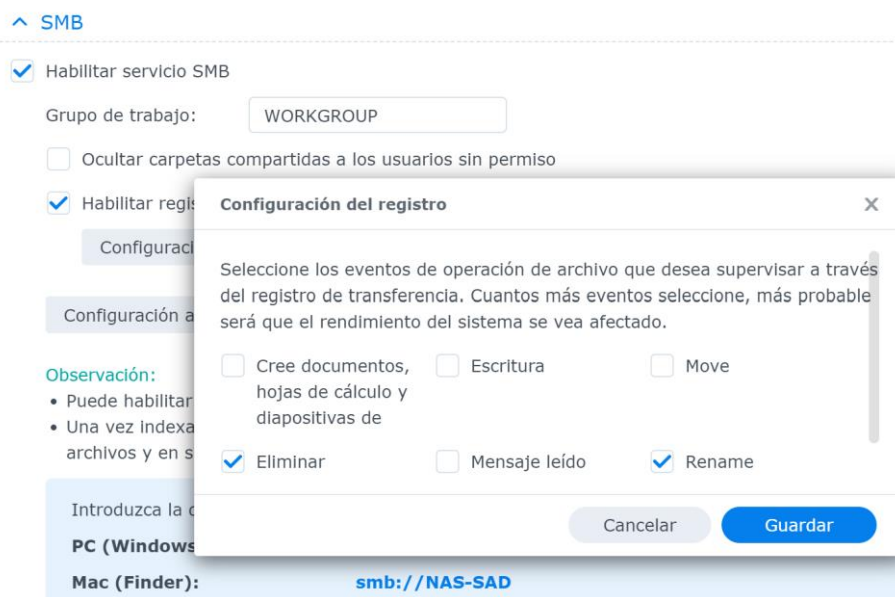 SMB
Habilitar servicio SMB
Grupo de trabajo: WORKGROUP
Ocultar carpetas compartidas a los usuarios sin permiso
Habilitar
Configuración del registro
Seleccione los eventos de operación de archivo que desea supervisar a través
del registro de transferencia. Cuantos más eventos seleccione, más probable
será que el rendimiento del sistema se vea afectado.
Cree documentos,
hojas de cálculo y
diapositivas de
Escritura
Move
Eliminar
Mensaje leído
Rename
Cancelar
Guardar
Configuración a
Observación:
• Puede habilitar
• Una vez indexa
archivos y en s
Introduzca la
PC (Windows
Mac (Finder): smb://NAS-SAD